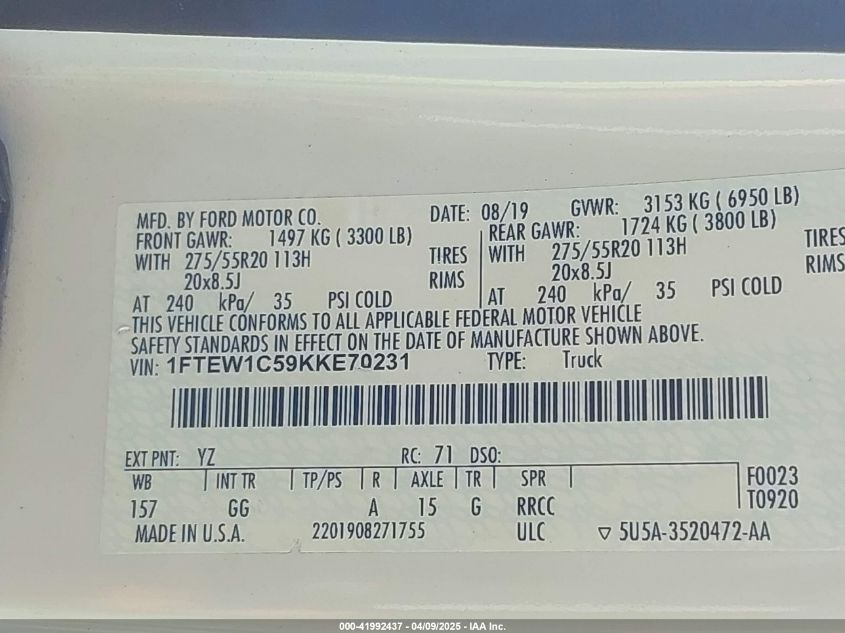 MFD. BY FORD MOTOR CO. DATE: 08/19 GVWR: 3153 KG ( 6950 LB)
FRONT GAWR: 1497 KG ( 3300 LB) REAR GAWR: 1724 KG ( 3800 LB)
WITH 275/55R20 113H TIRES WITH 275/55R20 113H TIRES
20x8.5J RIMS 20x8.5J RIMS
AT 240 kPa/ 35 PSI COLD AT 240 kPa/ 35 PSI COLD
THIS VEHICLE CONFORMS TO ALL APPLICABLE FEDERAL MOTOR VEHICLE
SAFETY STANDARDS IN EFFECT ON THE DATE OF MANUFACTURE SHOWN ABOVE.
VIN: 1FTEW1C59KKE70231 TYPE: Truck
EXT PNT: YZ RC: 71 DSO:
WB INT TR TP/PS R AXLE TR SPR F0023
157 GG A 15 G RRCC T0920
MADE IN U.S.A. 2201908271755 ULC ▽ 5U5A-3520472-AA
000-41992437 - 04/09/2025 - IAA Inc.